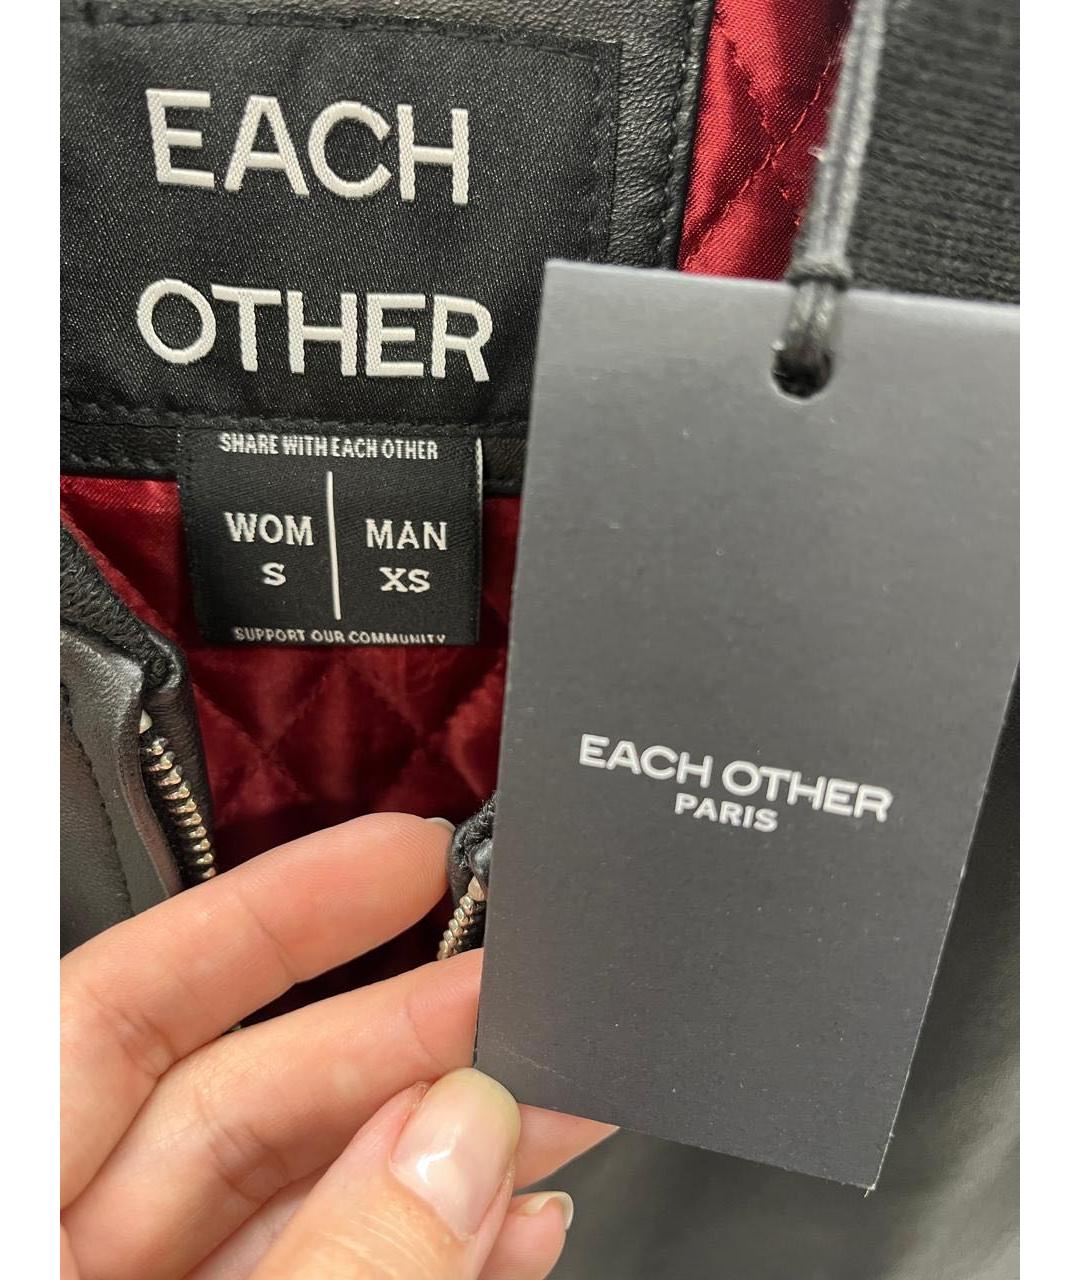 EACH
OTHER
SHARE WITH EACH OTHER
WOM
S
MAN
XS
SUPPORT OUR COMMUNITY
EACH OTHER
PARIS